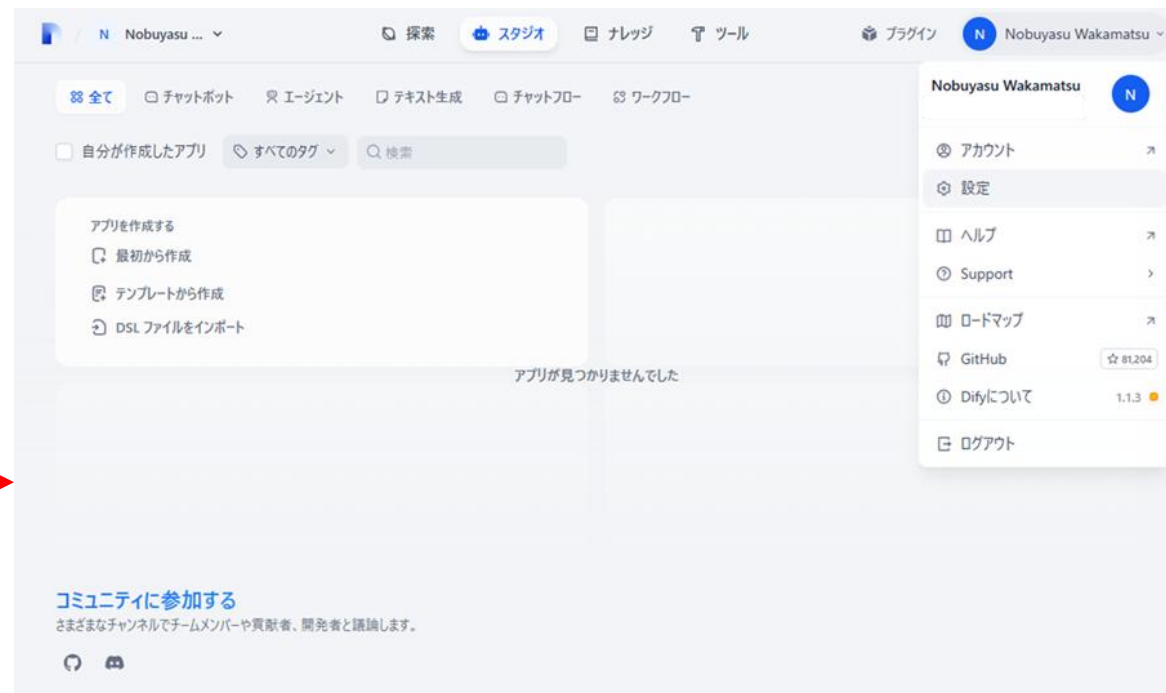 N Nobuyasu ...
探索
スタジオ
ナレッジ
ツール
プラグイン
N Nobuyasu Wakamatsu
全て
チャットボット
エージェント
テキスト生成
チャットフロー
ワークフロー
自分が作成したアプリ
すべてのタグ
検索
アプリを作成する
最初から作成
テンプレートから作成
DSL ファイルをインポート
アプリが見つかりませんでした
Nobuyasu Wakamatsu
N
アカウント
設定
ヘルプ
Support
ロードマップ
GitHub 81,204
Difyについて 1.1.3
ログアウト
コミュニティに参加する
さまざまなチャンネルでチームメンバーや貢献者、開発者と議論します。